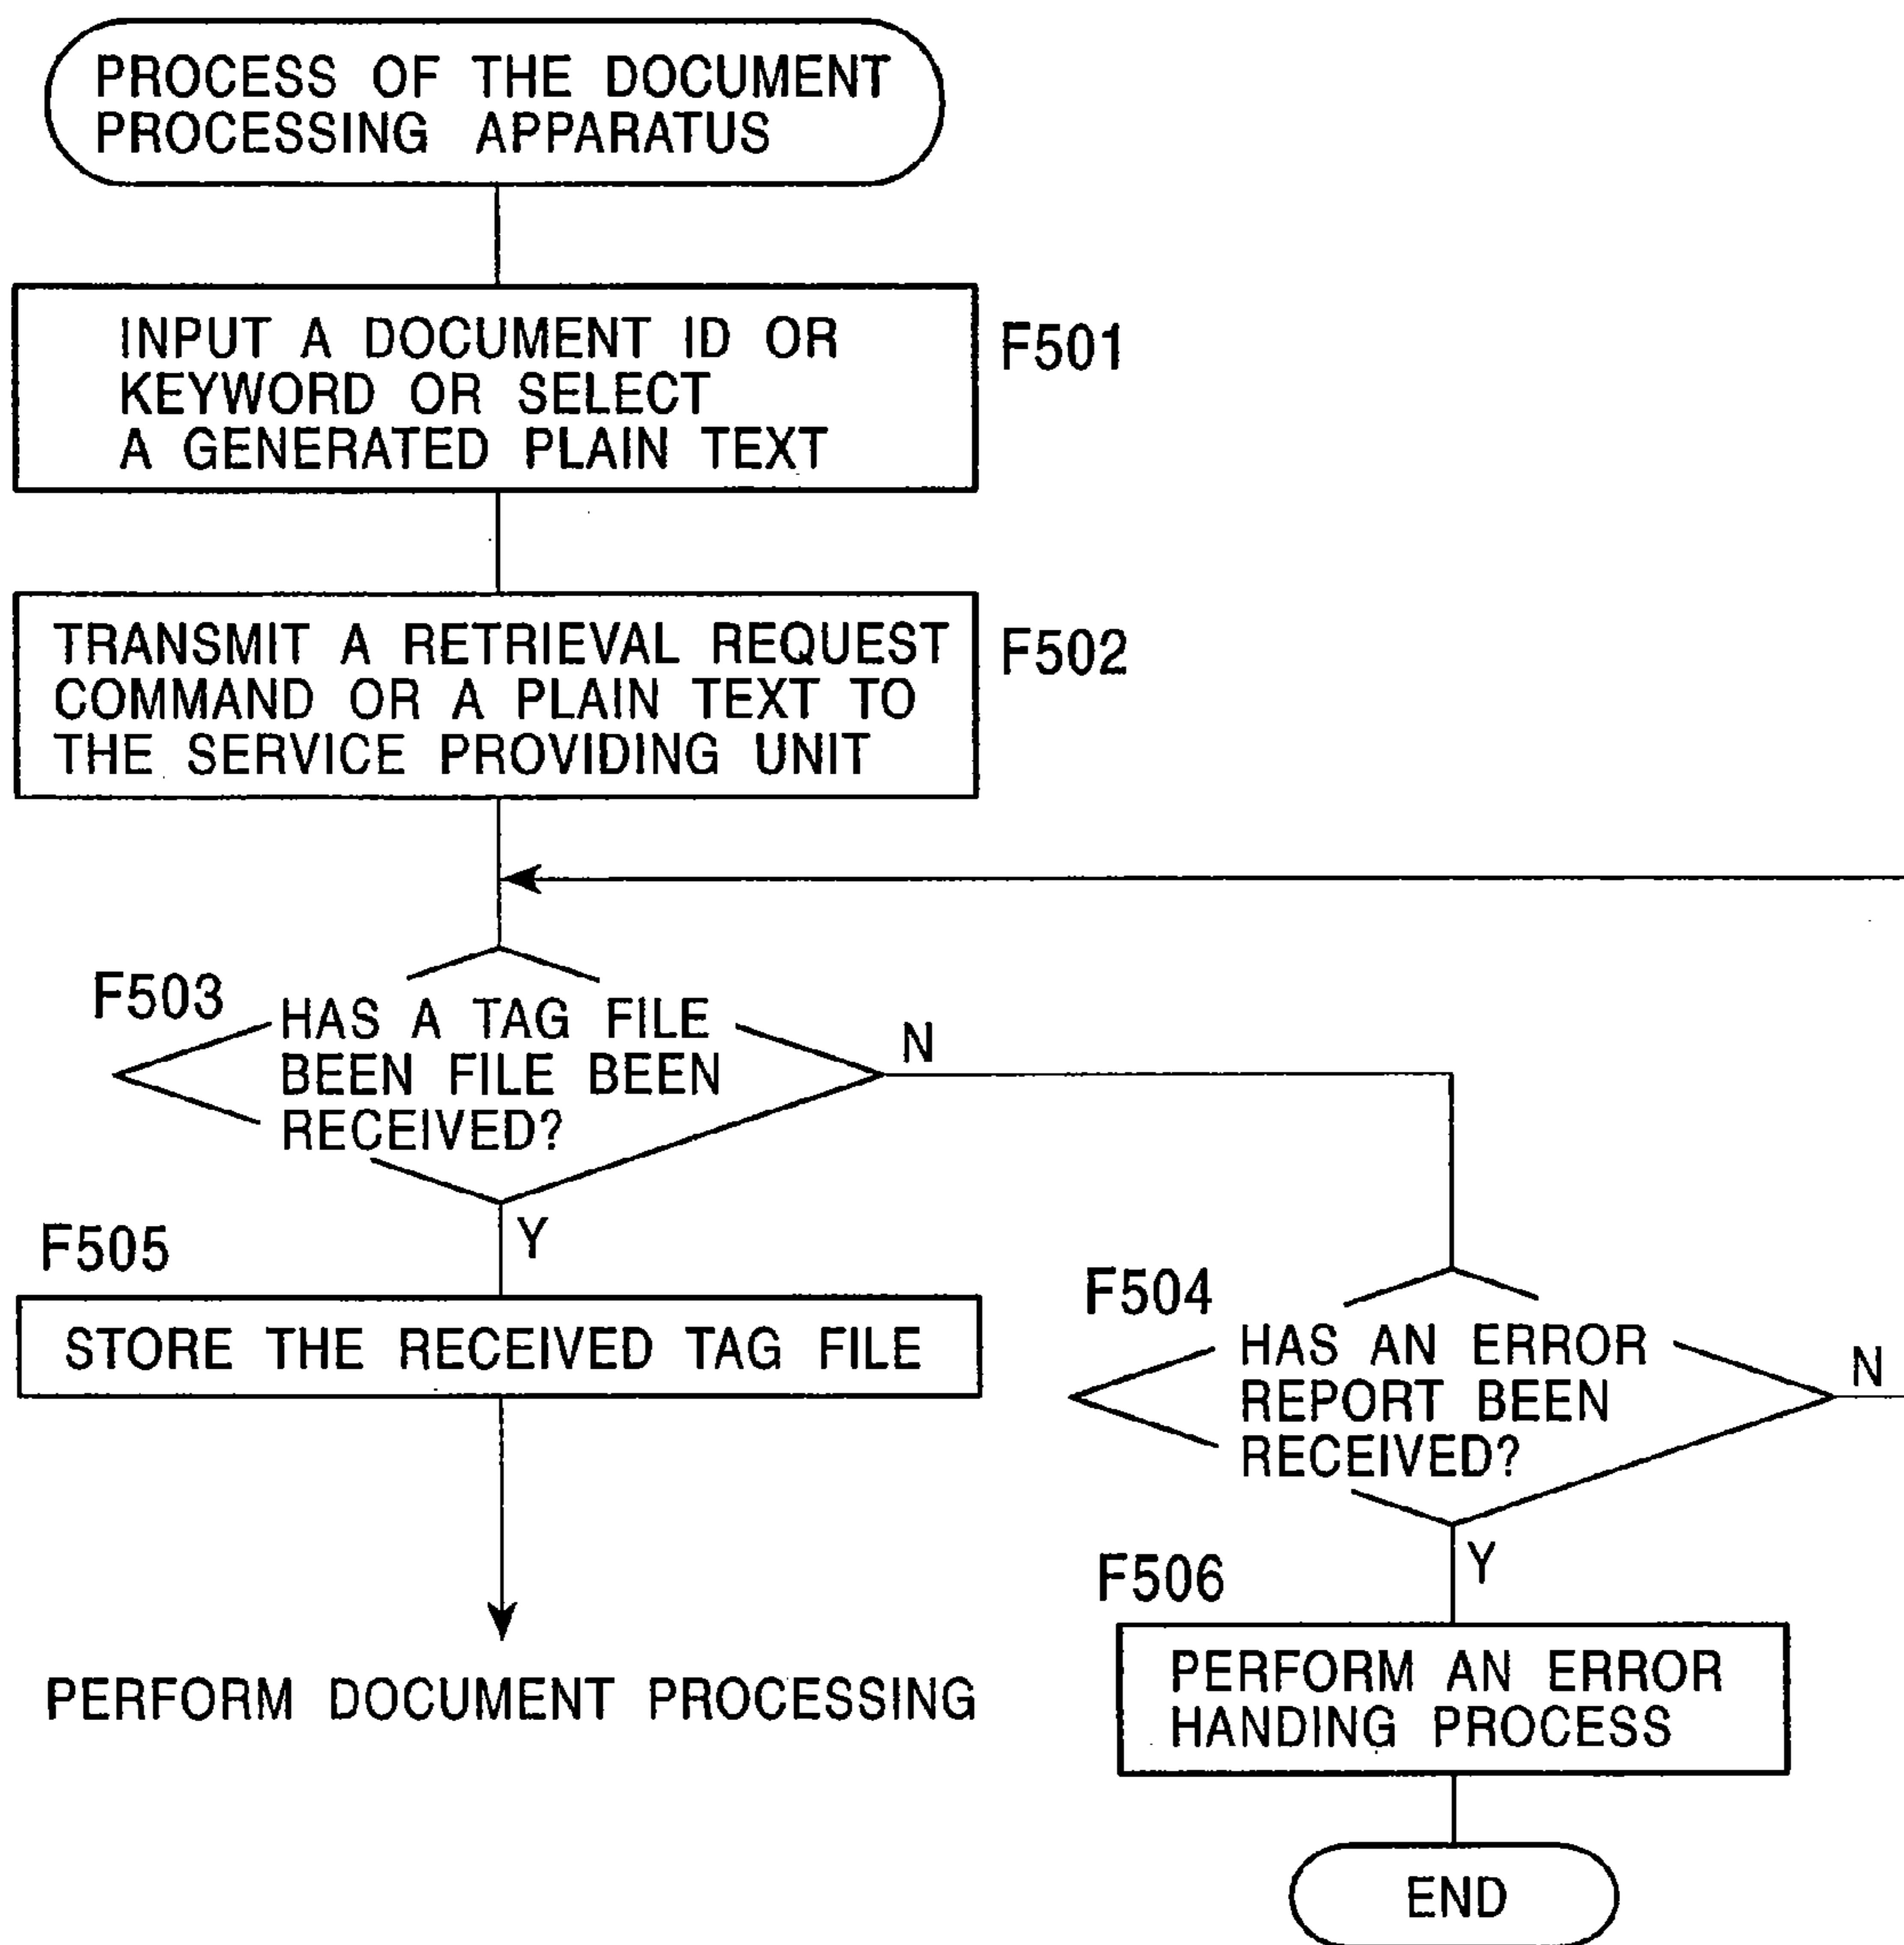 PROCESS OF THE DOCUMENT
PROCESSING APPARATUS
INPUT A DOCUMENT ID OR
KEYWORD OR SELECT
A GENERATED PLAIN TEXT
F501
TRANSMIT A RETRIEVAL REQUEST
COMMAND OR A PLAIN TEXT TO
THE SERVICE PROVIDING UNIT
F502
F503
HAS A TAG FILE
BEEN FILE BEEN
RECEIVED?
N
Y
F505
STORE THE RECEIVED TAG FILE
PERFORM DOCUMENT PROCESSING
F504
HAS AN ERROR
REPORT BEEN
RECEIVED?
N
Y
F506
PERFORM AN ERROR
HANDING PROCESS
END